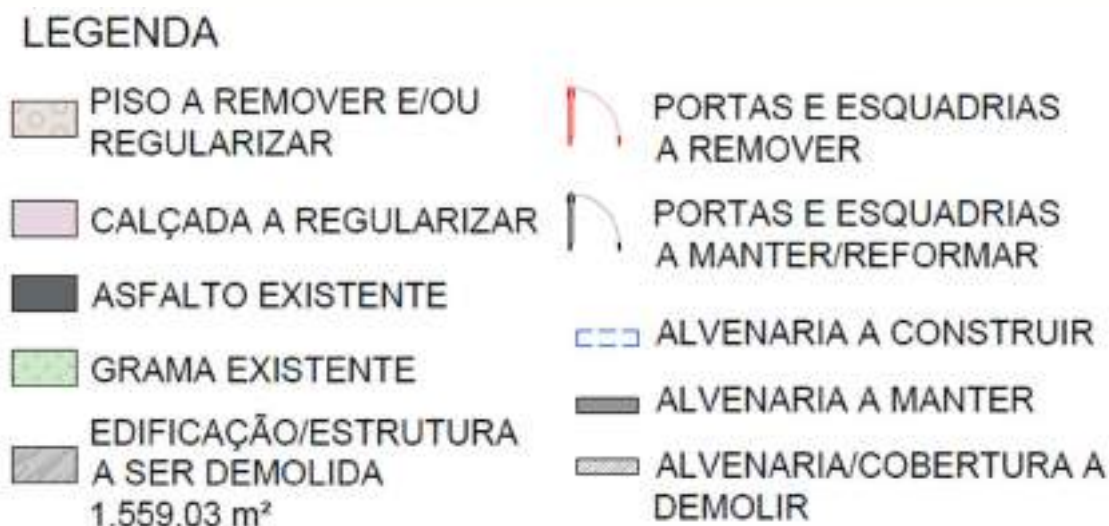 LEGENDA
PISO A REMOVER E/OU
REGULARIZAR
CALÇADA A REGULARIZAR
ASFALTO EXISTENTE
GRAMA EXISTENTE
EDIFICAÇÃO/ESTRUTURA
A SER DEMOLIDA
1.559,03 m²
PORTAS E ESQUADRIAS
A REMOVER
PORTAS E ESQUADRIAS
A MANTER/REFORMAR
ALVENARIA A CONSTRUIR
ALVENARIA A MANTER
ALVENARIA/COBERTURA A
DEMOLIR